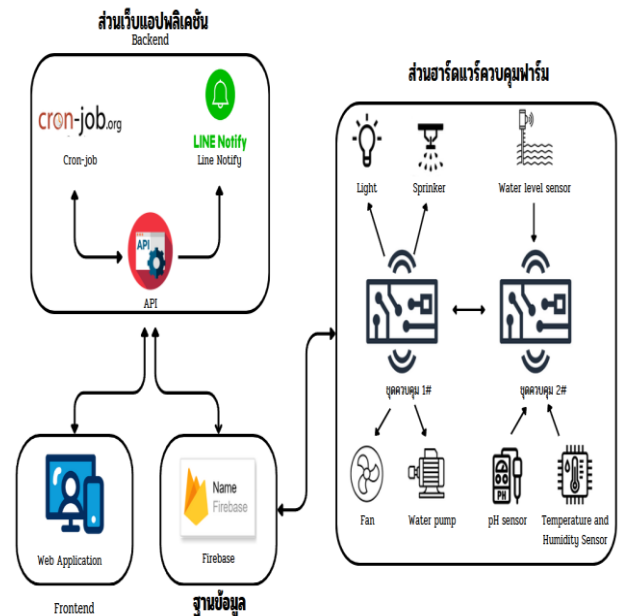 ส่วนเว็บแอปพลิเคชัน
Backend
cron-job.org
Cron-job
LINE Notify
Line Notify
API
API
Web Application
Frontend
Name
Firebase
Firebase
ฐานข้อมูล
ส่วนฮาร์ดแวร์ควบคุมฟาร์ม
Light
Sprinker
Water level sensor
ชุดควบคุม 1#
ชุดควบคุม 2#
Fan
Water pump
PH
pH sensor
Temperature and
Humidity Sensor